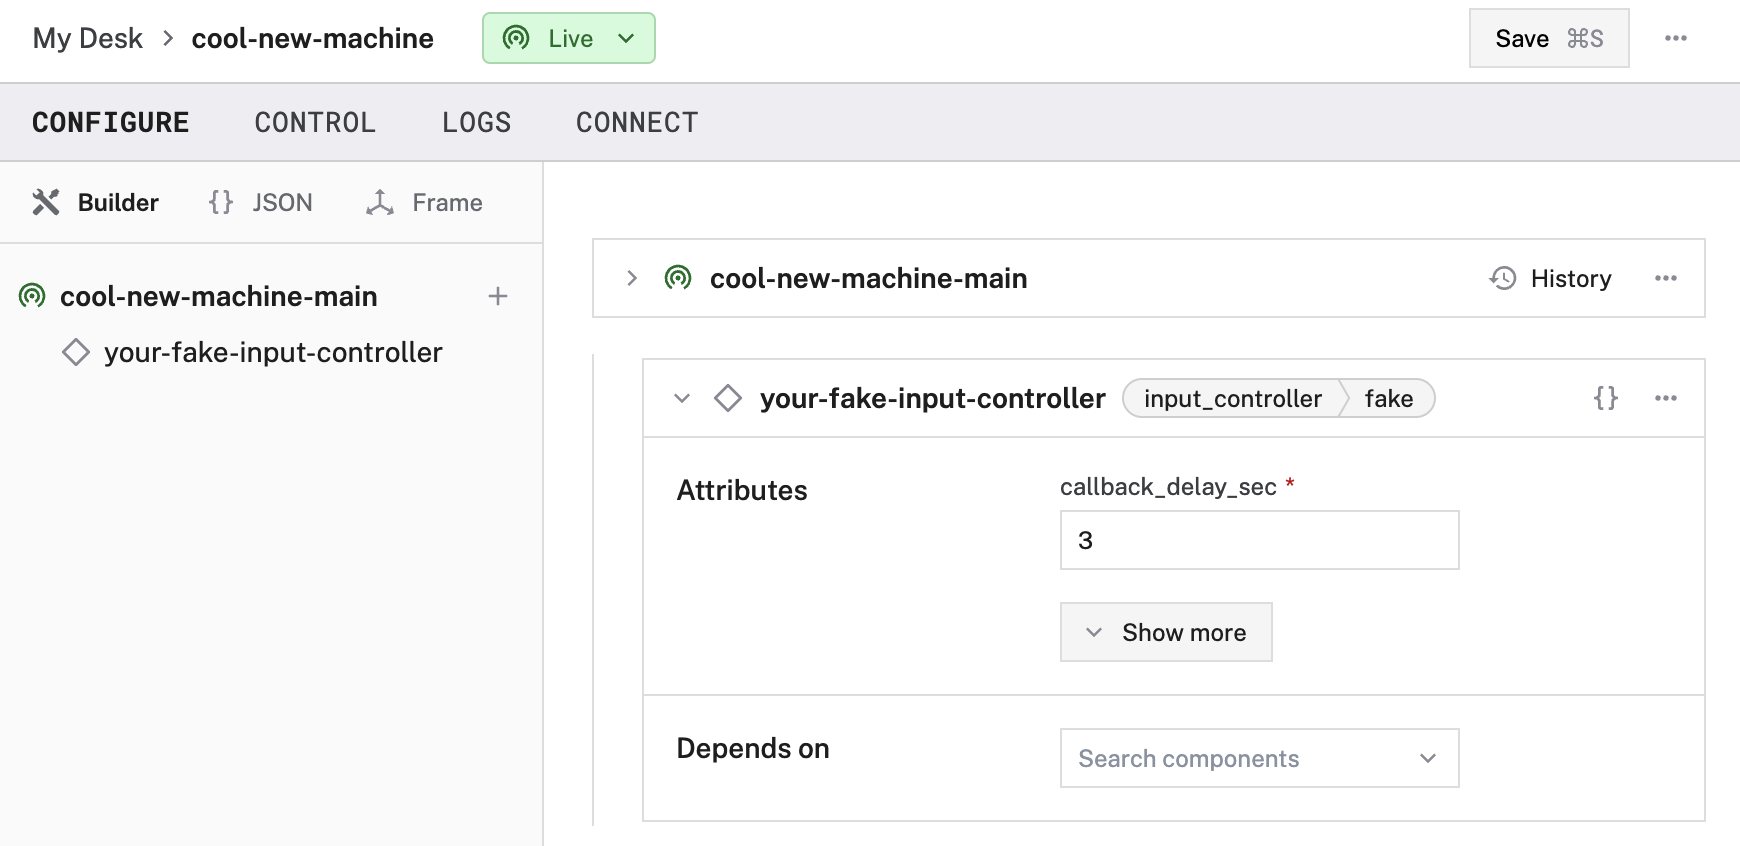 My Desk > cool-new-machine Live Save ⌘S ···
CONFIGURE CONTROL LOGS CONNECT
Builder {} JSON Frame
cool-new-machine-main +
your-fake-input-controller
cool-new-machine-main History ···
your-fake-input-controller input_controller fake {} ···
Attributes
callback_delay_sec *
3
Show more
Depends on
Search components